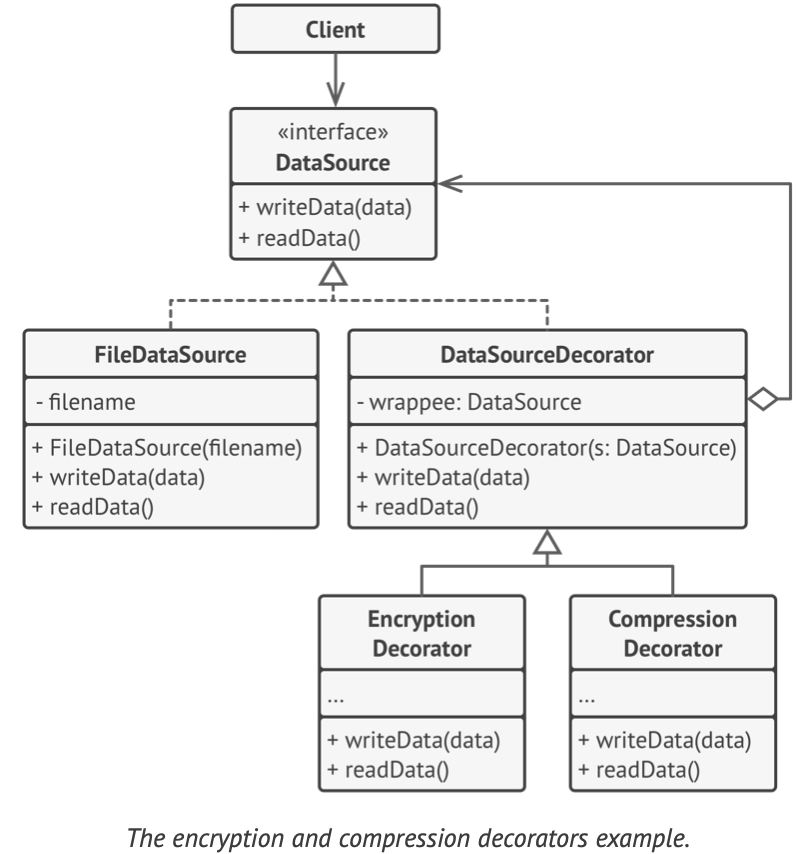 Client
«interface»
DataSource
+ writeData(data)
+ readData()
FileDataSource
- filename
+ FileDataSource(filename)
+ writeData(data)
+ readData()
DataSourceDecorator
- wrappee: DataSource
+ DataSourceDecorator(s: DataSource)
+ writeData(data)
+ readData()
Encryption
Decorator
...
+ writeData(data)
+ readData()
Compression
Decorator
...
+ writeData(data)
+ readData()
The encryption and compression decorators example.